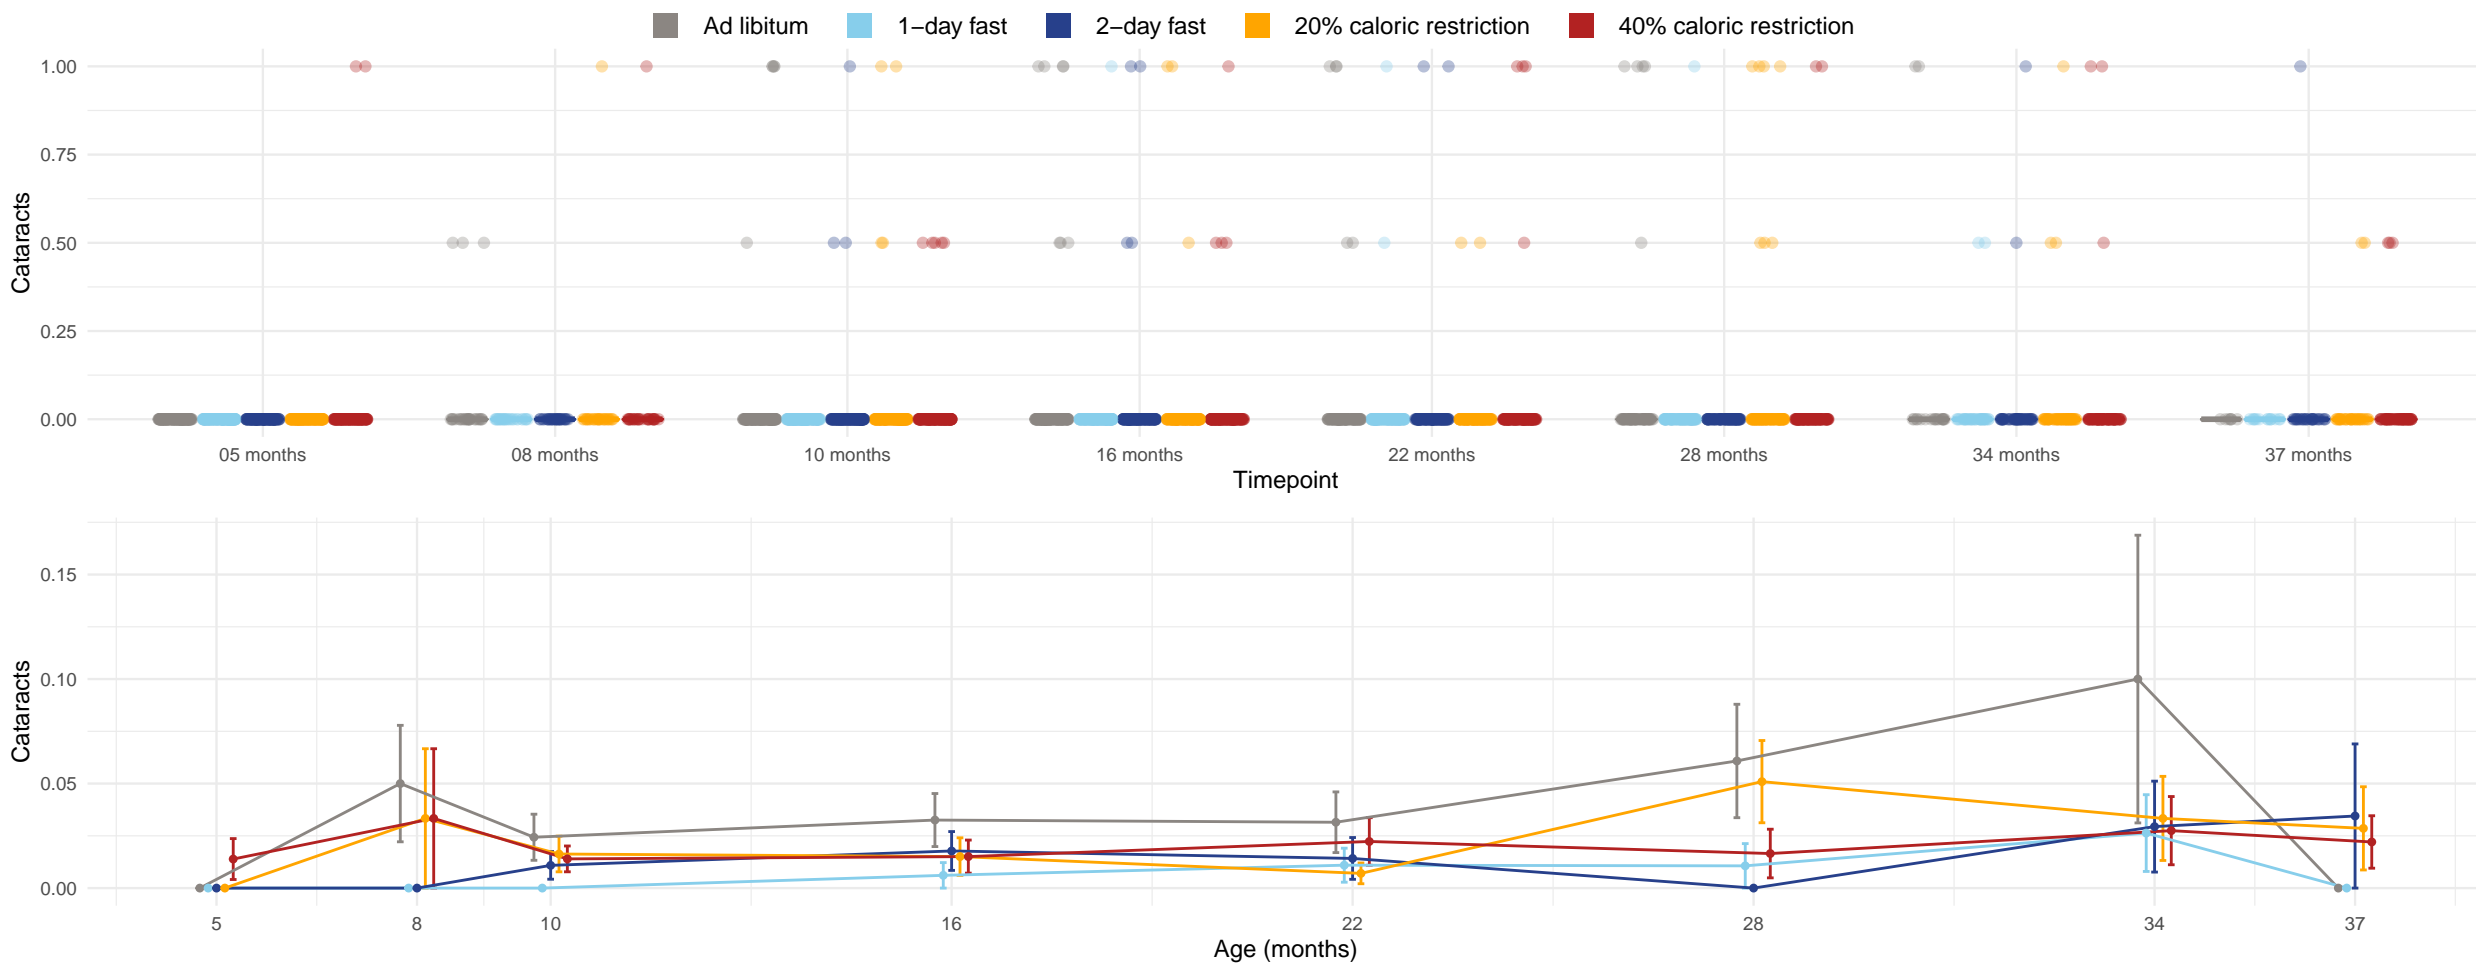 Ad libitum 1−day fast 2−day fast 20% caloric restriction 40% caloric restriction
1.00
0.75
0.50
0.25
0.00
Cataracts
05 months 08 months 10 months 16 months 22 months 28 months 34 months 37 months
Timepoint
0.15
0.10
0.05
0.00
Cataracts
5 8 10 16 22 28 34 37
Age (months)